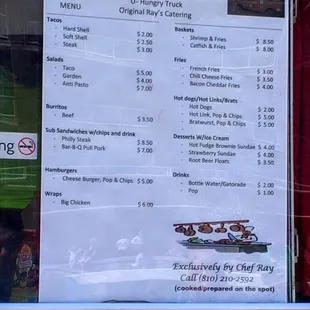 U- Hungry Truck
MENU
Original Ray's Catering
Tacos
- Hard Shell $ 2.00
- Soft Shell $ 2.50
- Steak $ 3.00
Salads
- Taco $5.00
- Garden $ 4.00
- Anti Pasto $ 7.00
Burritos
- Beef $ 3.50
Sub Sandwiches w/chips and drink
- Philly Steak $ 8.50
- Bar-B-Q Pull Pork $ 7.00
Hamburgers
- Cheese Burger, Pop & Chips $ 5.00
Wraps
- Big Chicken $ 6.00
Baskets
- Shrimp & Fries $ 8.50
- Catfish & Fries $ 8.00
Fries
- French Fries $ 3.00
- Chili Cheese Fries $ 3.50
- Bacon Cheddar Fries $ 4.00
Hot dogs/Hot Links/Brats
- Hot Dogs $ 2.00
- Hot Link, Pop & Chips $ 5.00
- Bratwurst, Pop & Chips $ 5.00
Desserts W/Ice Cream
- Hot Fudge Brownie Sundae $ 4.00
- Strawberry Sundae $ 4.00
- Root Beer Floats $ 3.50
Drinks
- Bottle Water/Gatorade $ 2.00
- Pop $ 1.00
Exclusively by Chef Ray
Call (810) 210-2592
(cooked/prepared on the spot)
ng